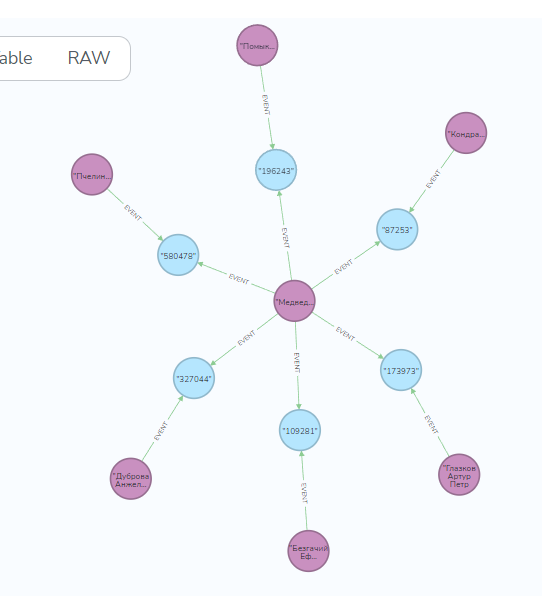 able RAW
"Помык...
EVENT
"Кондра...
"Пчелин...
"196243"
EVENT
EVENT
"87253"
EVENT
"580478"
EVENT
EVENT
"Медвед...
EVENT
EVENT
EVENT
"327044"
"173973"
"109281"
EVENT
EVENT
"Дуброва
Анжел...
"Глазков
Артур
Петр
EVENT
"Безгачий
Еф...